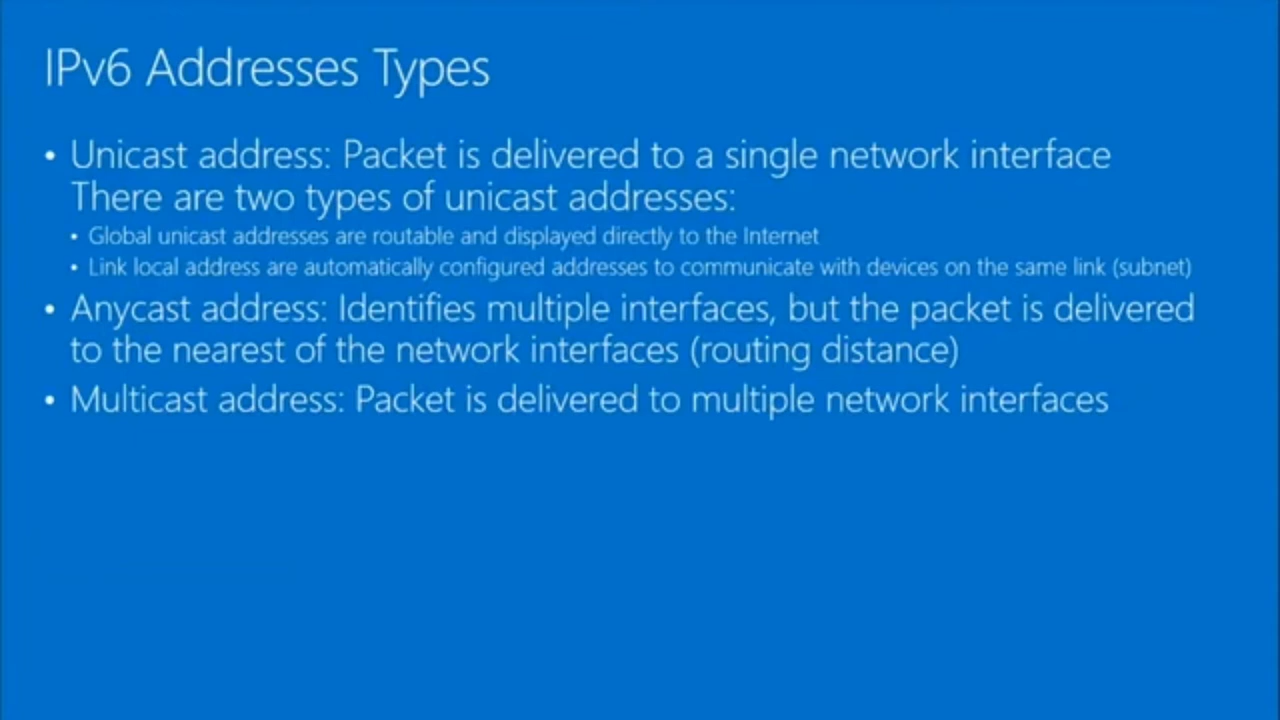 IPv6 Addresses Types
• Unicast address: Packet is delivered to a single network interface
There are two types of unicast addresses:
• Global unicast addresses are routable and displayed directly to the Internet
• Link local address are automatically configured addresses to communicate with devices on the same link (subnet)
• Anycast address: Identifies multiple interfaces, but the packet is delivered
to the nearest of the network interfaces (routing distance)
• Multicast address: Packet is delivered to multiple network interfaces